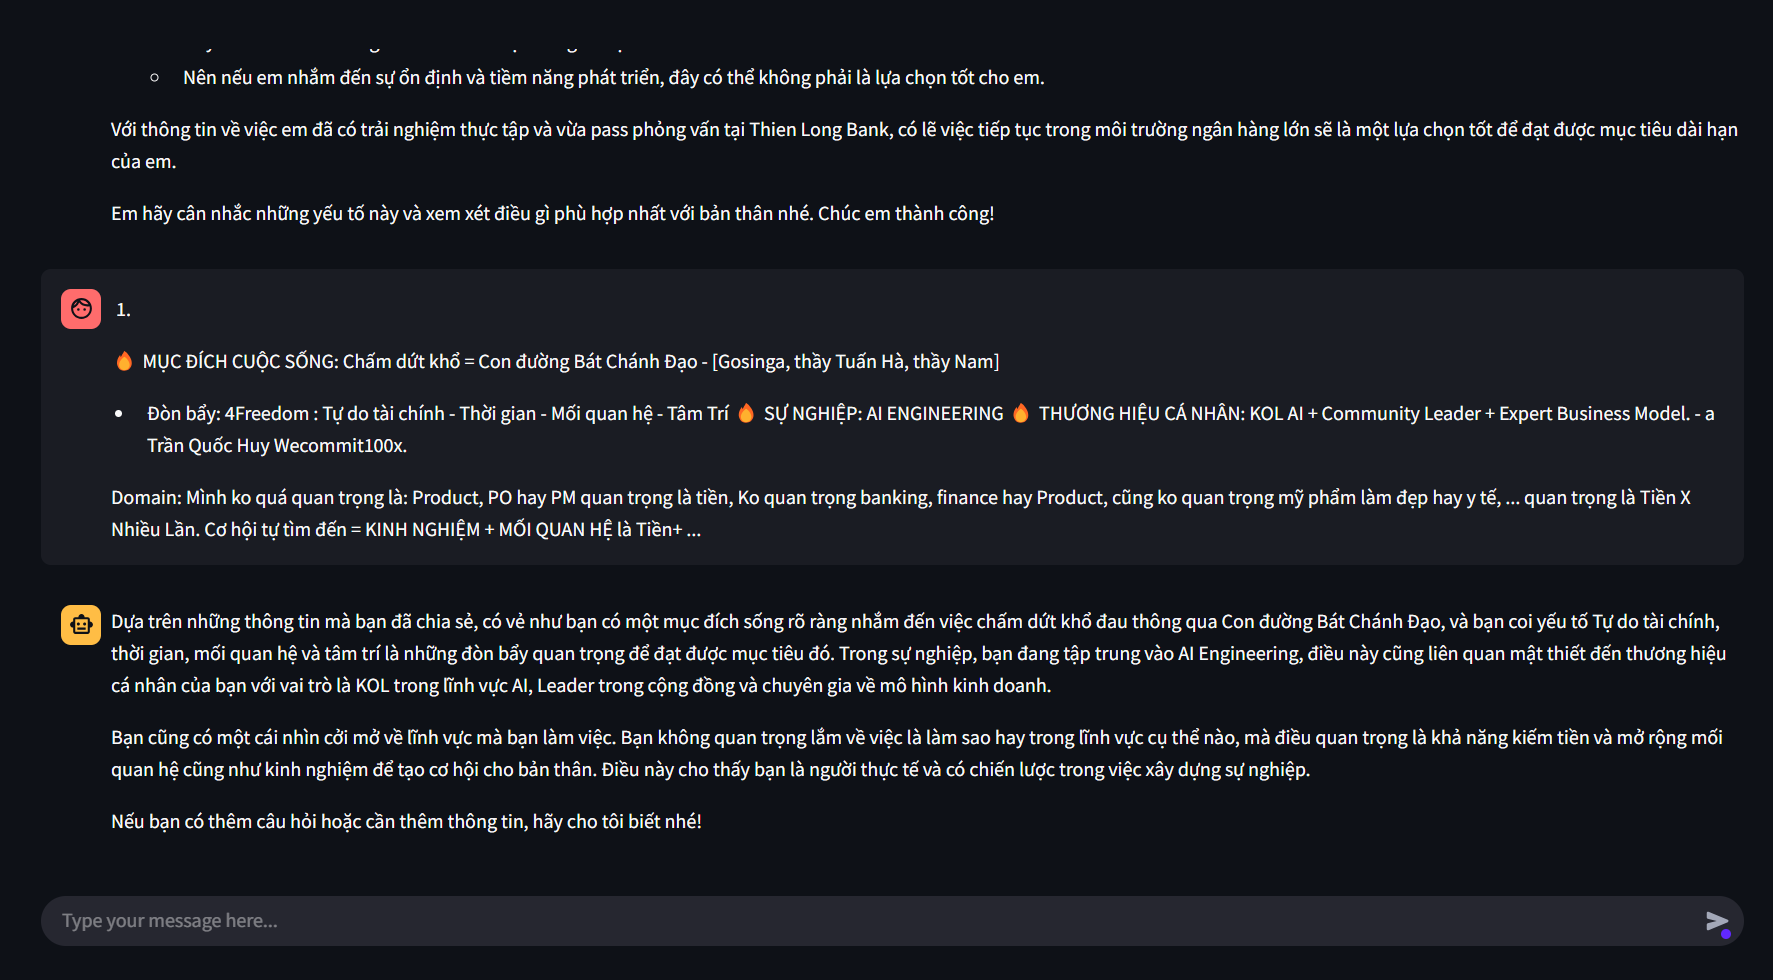 Nên nếu em nhắm đến sự ổn định và tiềm năng phát triển, đây có thể không phải là lựa chọn tốt cho em.
Với thông tin về việc em đã có trải nghiệm thực tập và vừa pass phỏng vấn tại Thien Long Bank, có lẽ việc tiếp tục trong môi trường ngân hàng lớn sẽ là một lựa chọn tốt để đạt được mục tiêu dài hạn
của em.
Em hãy cân nhắc những yếu tố này và xem xét điều gì phù hợp nhất với bản thân nhé. Chúc em thành công!
1.
🔥 MỤC ĐÍCH CUỘC SỐNG: Chấm dứt khổ = Con đường Bát Chánh Đạo - [Gosinga, thầy Tuấn Hà, thầy Nam]
Đòn bẩy: 4Freedom : Tự do tài chính - Thời gian - Mối quan hệ - Tâm Trí 🔥 SỰ NGHIỆP: AI ENGINEERING 🔥 THƯƠNG HIỆU CÁ NHÂN: KOL AI + Community Leader + Expert Business Model. - a
Trần Quốc Huy Wecommit100x.
Domain: Mình ko quá quan trọng là: Product, PO hay PM quan trọng là tiền, Ko quan trọng banking, finance hay Product, cũng ko quan trọng mỹ phẩm làm đẹp hay y tế, ... quan trọng là Tiền X
Nhiều Lần. Cơ hội tự tìm đến = KINH NGHIỆM + MỐI QUAN HỆ là Tiền+ ...
Dựa trên những thông tin mà bạn đã chia sẻ, có vẻ như bạn có một mục đích sống rõ ràng nhắm đến việc chấm dứt khổ đau thông qua Con đường Bát Chánh Đạo, và bạn coi yếu tố Tự do tài chính,
thời gian, mối quan hệ và tâm trí là những đòn bẩy quan trọng để đạt được mục tiêu đó. Trong sự nghiệp, bạn đang tập trung vào AI Engineering, điều này cũng liên quan mật thiết đến thương hiệu
cá nhân của bạn với vai trò là KOL trong lĩnh vực AI, Leader trong cộng đồng và chuyên gia về mô hình kinh doanh.
Bạn cũng có một cái nhìn cởi mở về lĩnh vực mà bạn làm việc. Bạn không quan trọng lắm về việc là làm sao hay trong lĩnh vực cụ thể nào, mà điều quan trọng là khả năng kiếm tiền và mở rộng mối
quan hệ cũng như kinh nghiệm để tạo cơ hội cho bản thân. Điều này cho thấy bạn là người thực tế và có chiến lược trong việc xây dựng sự nghiệp.
Nếu bạn có thêm câu hỏi hoặc cần thêm thông tin, hãy cho tôi biết nhé!
Type your message here...